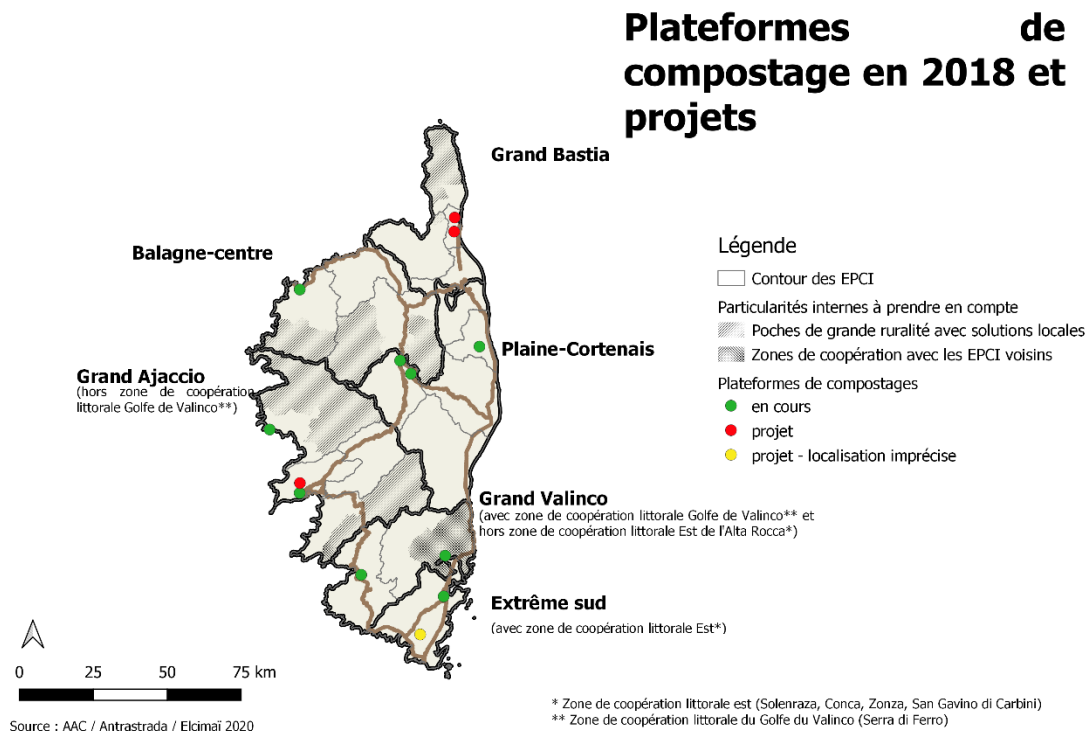 Plateformes de
compostage en 2018 et
projets
Grand Bastia
Balagne-centre
Légende
Contour des EPCI
Particularités internes à prendre en compte
Poches de grande ruralité avec solutions locales
Zones de coopération avec les EPCI voisins
Plaine-Cortenais
Grand Ajaccio
(hors zone de coopération
littorale Golfe de Valinco**)
Plateformes de compostages
en cours
projet
projet - localisation imprécise
Grand Valinco
(avec zone de coopération littorale Golfe de Valinco** et
hors zone de coopération littorale Est de l'Alta Rocca*)
Extrême sud
(avec zone de coopération littorale Est*)
0 25 50 75 km
* Zone de coopération littorale est (Solenraza, Conca, Zonza, San Gavino di Carbini)
** Zone de coopération littorale du Golfe du Valinco (Serra di Ferro)
Source : AAC / Antrastrada / Elcimaï 2020